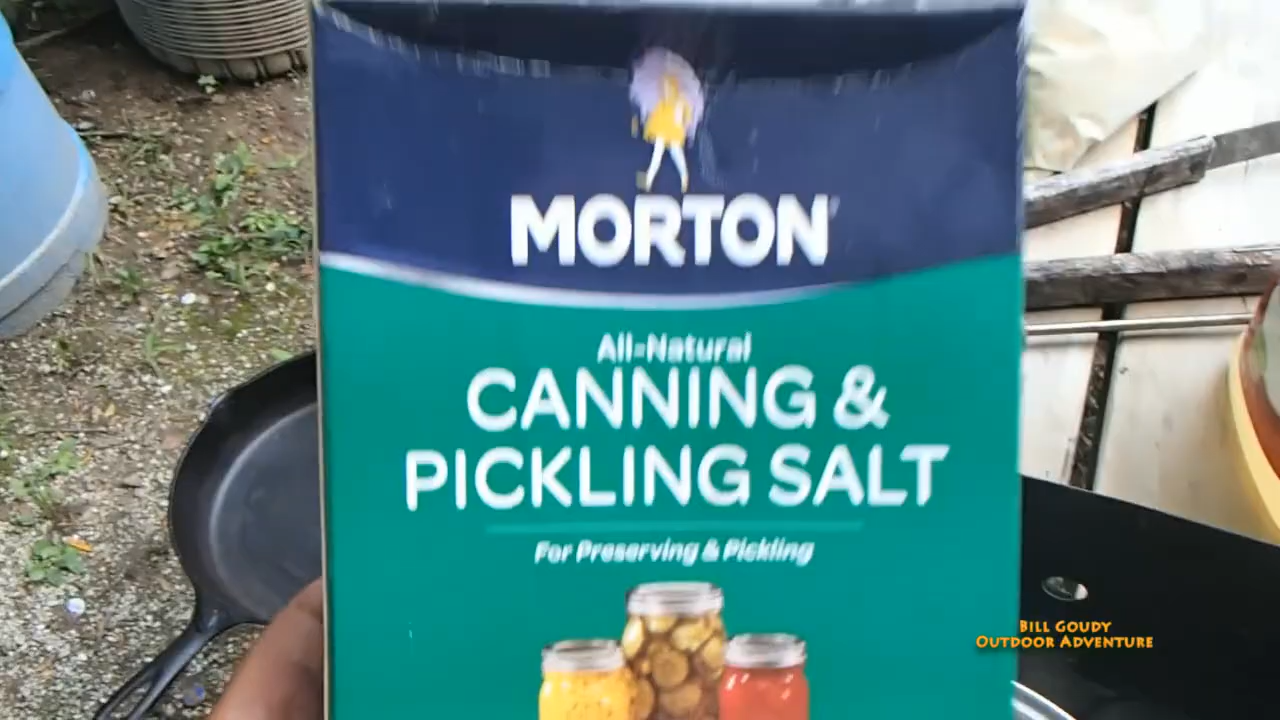 MORTON
All-Natural
CANNING &
PICKLING SALT
For Preserving & Pickling
BILL GOUDY
OUTDOOR ADVENTURE